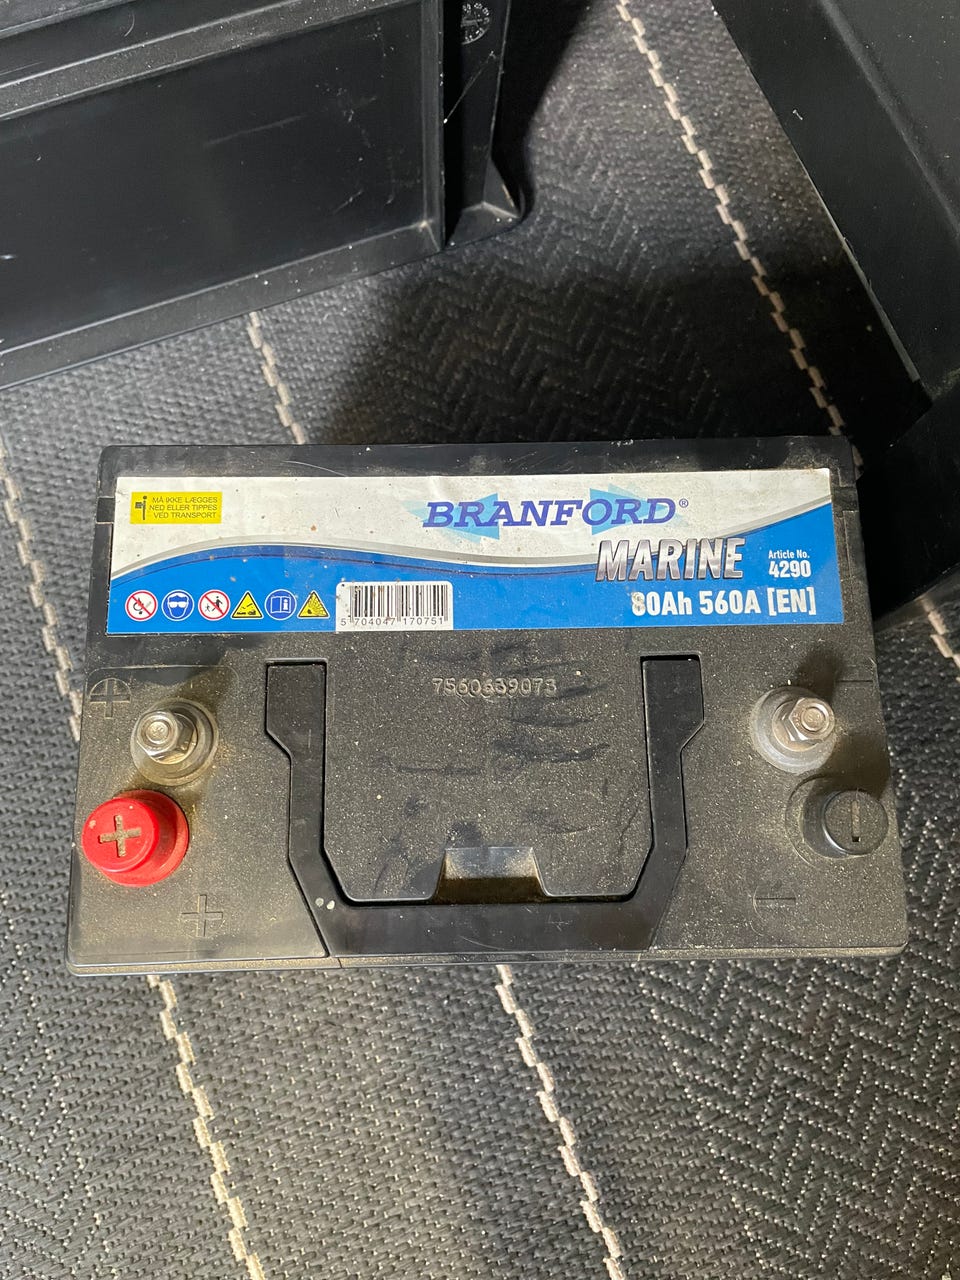 MÅ IKKE LÆGGES
NED ELLER TIPPES
VED TRANSPORT
BRANFORD®
MARINE
Article No.
4290
80Ah 560A [EN]
5 704047 170751
7560639073
+
+
+
−
−